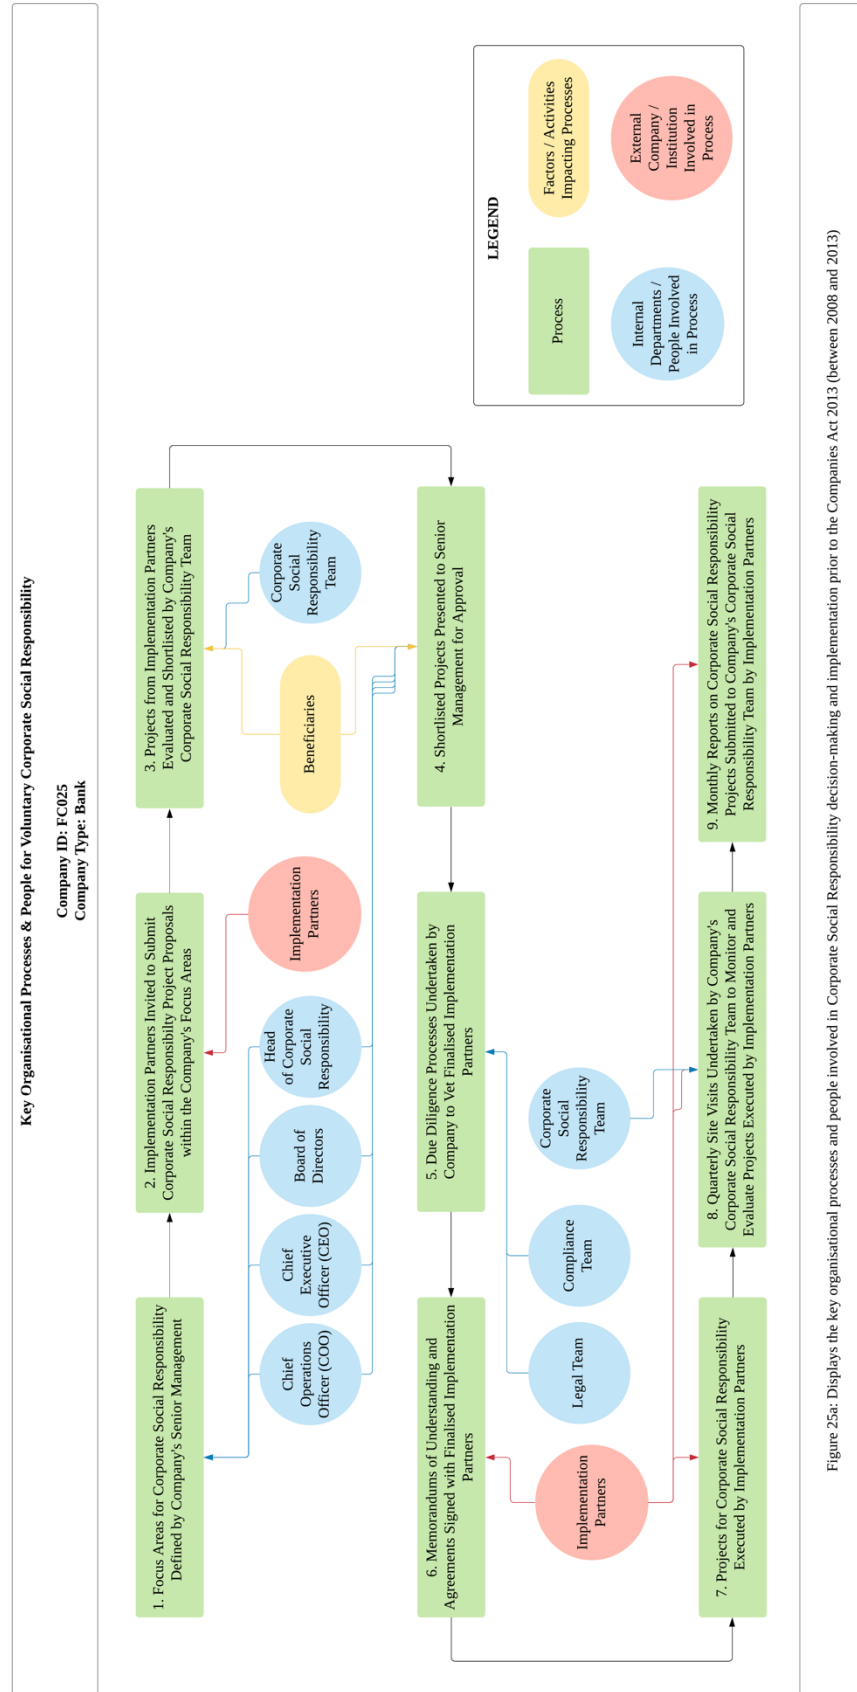 Key Organisational Processes & People for Voluntary Corporate Social Responsibility
Company ID: FC025
Company Type: Bank
1. Focus Areas for Corporate Social Responsibility
Defined by Company's Senior Management
2. Implementation Partners Invited to Submit
Corporate Social Responsibilty Project Proposals
within the Company's Focus Areas
3. Projects from Implementation Partners
Evaluated and Shortlisted by Company's
Corporate Social Responsibility Team
Chief
Operations
Officer (COO)
Chief
Executive
Officer (CEO)
Board of
Directors
Head
of Corporate
Social
Responsibility
Implementation
Partners
Beneficiaries
Corporate
Social
Responsibility
Team
4. Shortlisted Projects Presented to Senior
Management for Approval
5. Due Diligence Processes Undertaken by
Company to Vet Finalised Implementation
Partners
6. Memorandums of Understanding and
Agreements Signed with Finalised Implementation
Partners
Implementation
Partners
Legal Team
Compliance
Team
Corporate
Social
Responsibility
Team
7. Projects for Corporate Social Responsibility
Executed by Implementation Partners
8. Quarterly Site Visits Undertaken by Company's
Corporate Social Responsibility Team to Monitor and
Evaluate Projects Executed by Implementation Partners
9. Monthly Reports on Corporate Social Responsibility
Projects Submitted to Company's Corporate Social
Responsibility Team by Implementation Partners
LEGEND
Process
Factors / Activities
Impacting Processes
Internal
Departments /
People Involved
in Process
External
Company /
Institution
Involved in
Process
Figure 25a: Displays the key organisational processes and people involved in Corporate Social Responsibility decision-making and implementation prior to the Companies Act 2013 (between 2008 and 2013)